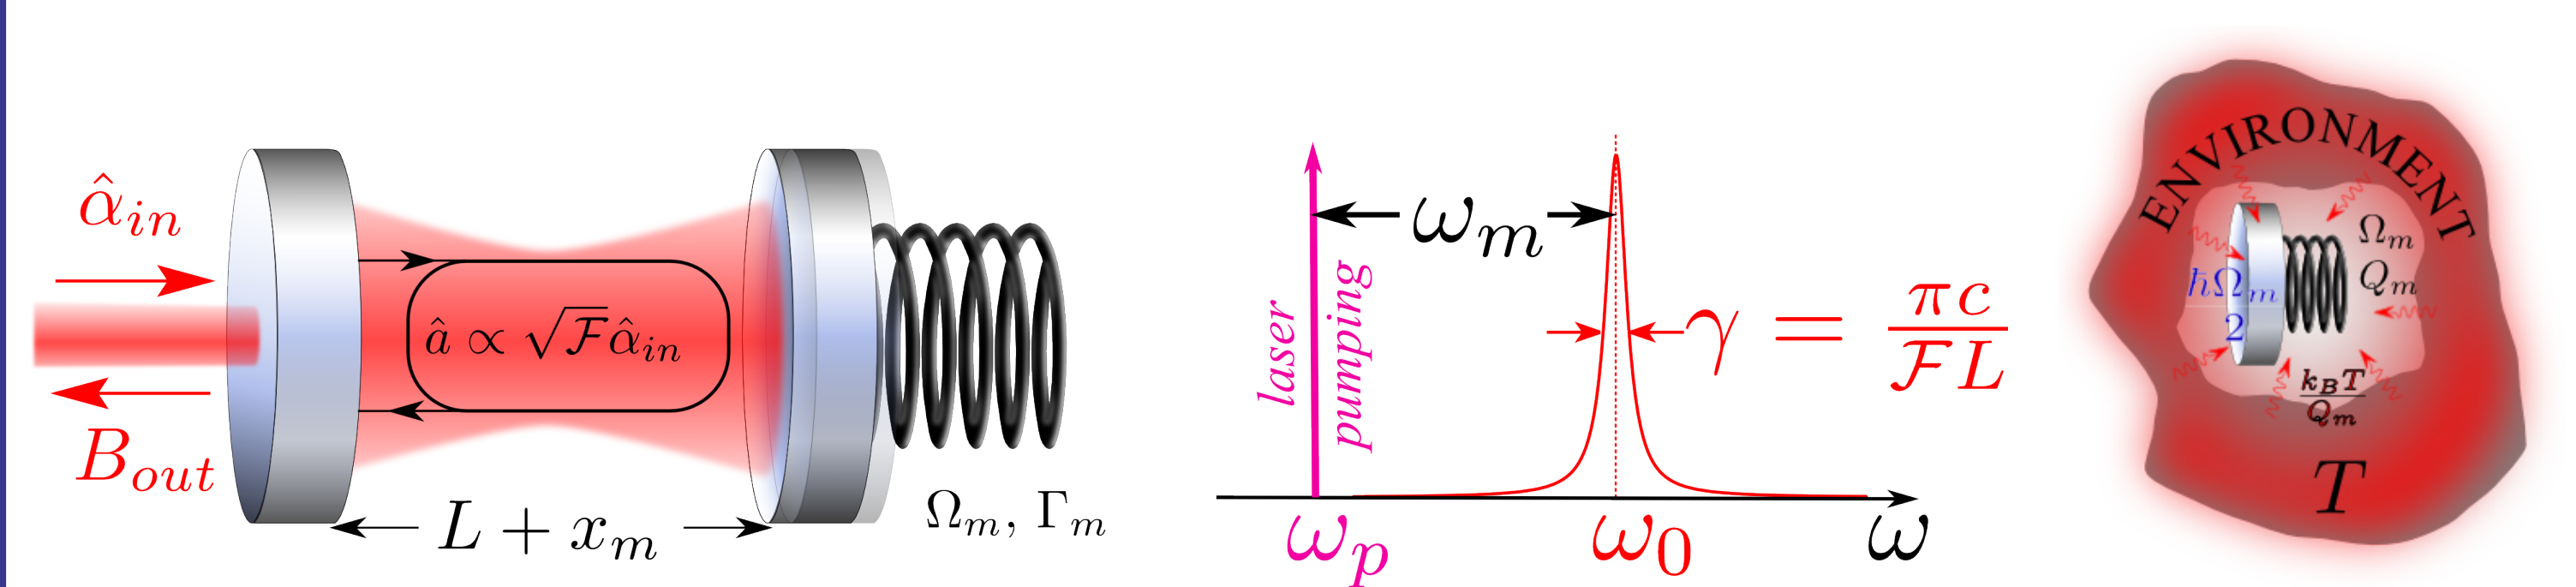 α̂_in
B_out
â ∝ √ℱ α̂_in
L + x_m
Ω_m, Γ_m
laser
pumping
ω_m
γ = πc/ℱL
ω_p
ω_0
ω
ENVIRONMENT
Ω_m
Q_m
ħΩ_m/2
k_B T/Q_m
T